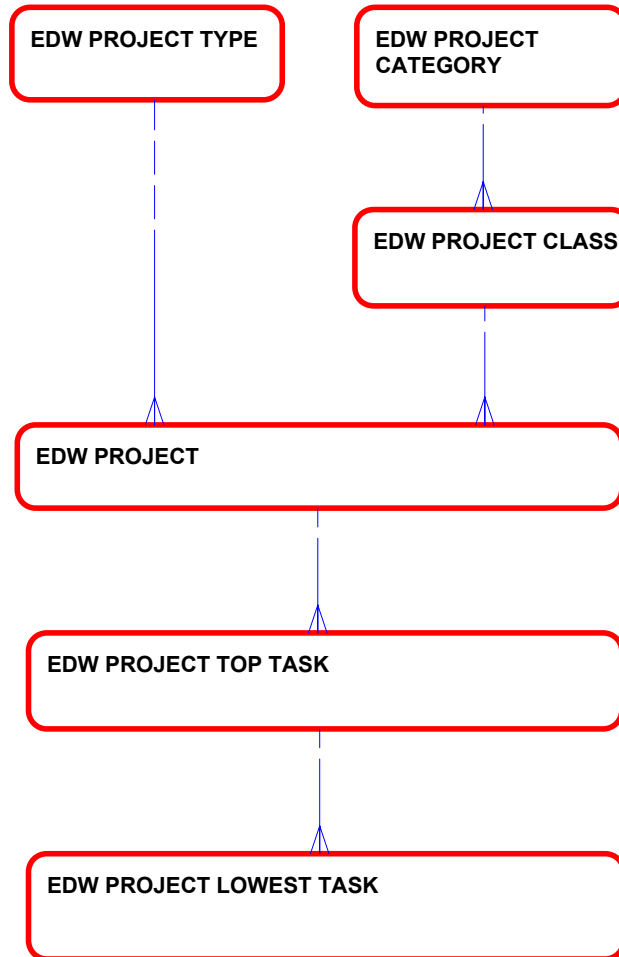 EDW PROJECT TYPE
EDW PROJECT
CATEGORY
EDW PROJECT CLASS
EDW PROJECT
EDW PROJECT TOP TASK
EDW PROJECT LOWEST TASK